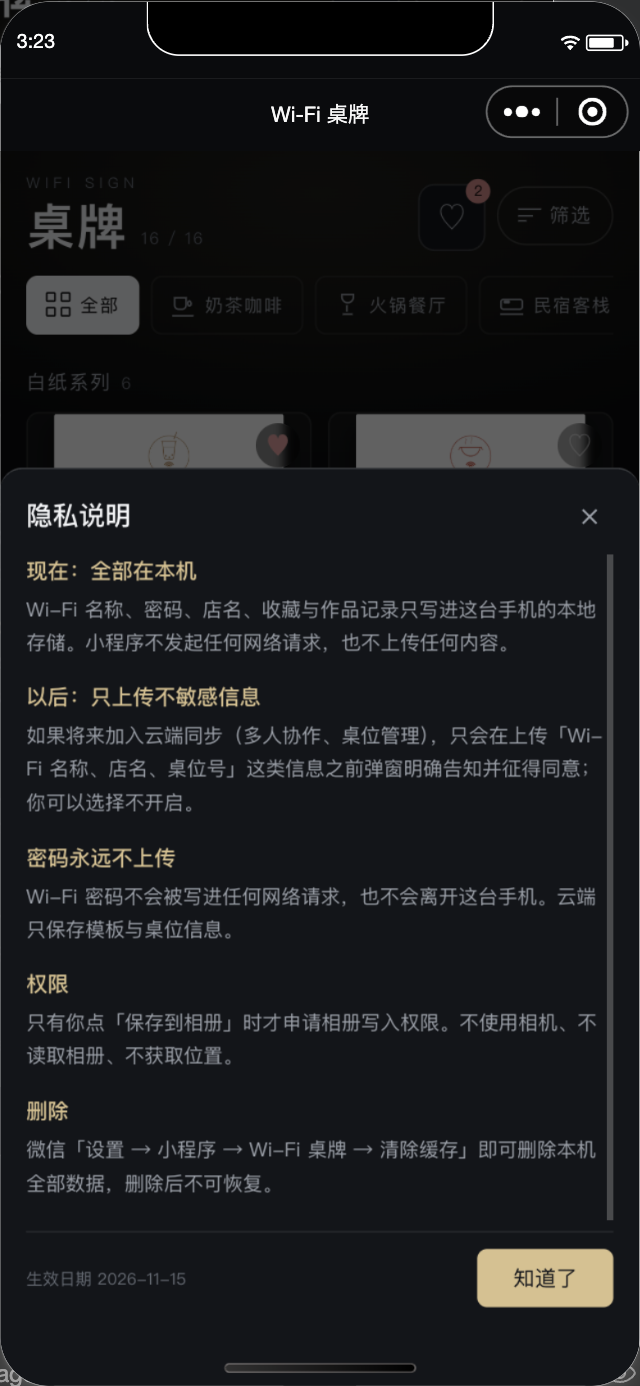 3:23
Wi-Fi 桌牌
WIFI SIGN
桌牌 16 / 16
2
筛选
全部
奶茶咖啡
火锅餐厅
民宿客栈
白纸系列 6
隐私说明
现在：全部在本机
Wi-Fi 名称、密码、店名、收藏与作品记录只写进这台手机的本地
存储。小程序不发起任何网络请求，也不上传任何内容。
以后：只上传不敏感信息
如果将来加入云端同步（多人协作、桌位管理），只会在上传「Wi-
Fi 名称、店名、桌位号」这类信息之前弹窗明确告知并征得同意；
你可以选择不开启。
密码永远不上传
Wi-Fi 密码不会被写进任何网络请求，也不会离开这台手机。云端
只保存模板与桌位信息。
权限
只有你点「保存到相册」时才申请相册写入权限。不使用相机、不
读取相册、不获取位置。
删除
微信「设置 → 小程序 → Wi-Fi 桌牌 → 清除缓存」即可删除本机
全部数据，删除后不可恢复。
生效日期 2026-11-15
知道了